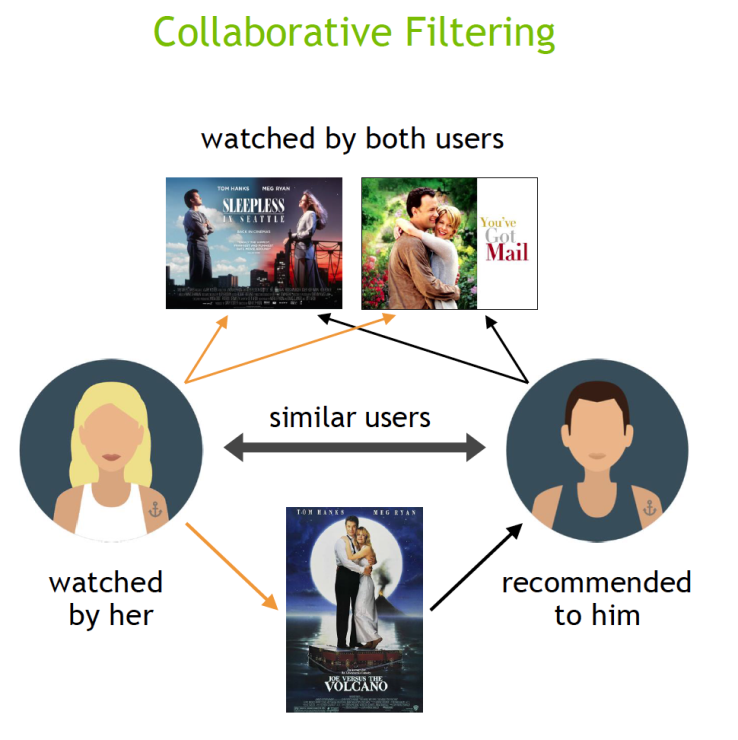 Collaborative Filtering
watched by both users
TOM HANKS MEG RYAN
SLEEPLESS
IN SEATTLE
You've
Got
Mail
similar users
TOM HANKS MEG RYAN
JOE VERSUS THE
VOLCANO
watched
by her
recommended
to him